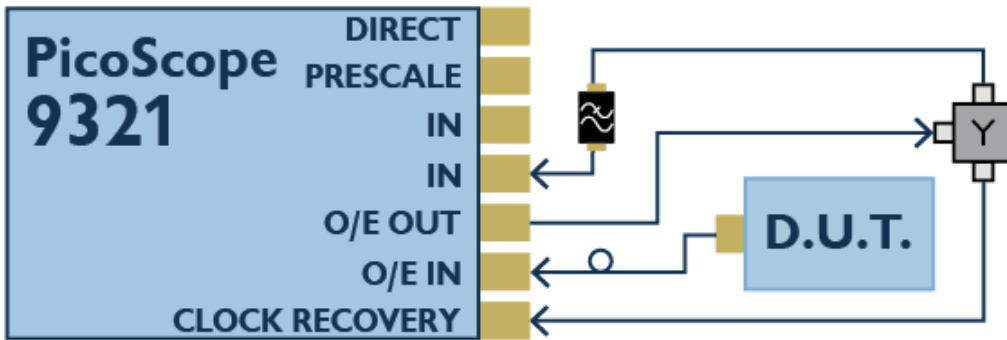 DIRECT
PicoScope
9321
PRESCALE
IN
IN
O/E OUT
O/E IN
CLOCK RECOVERY
Y
D.U.T.